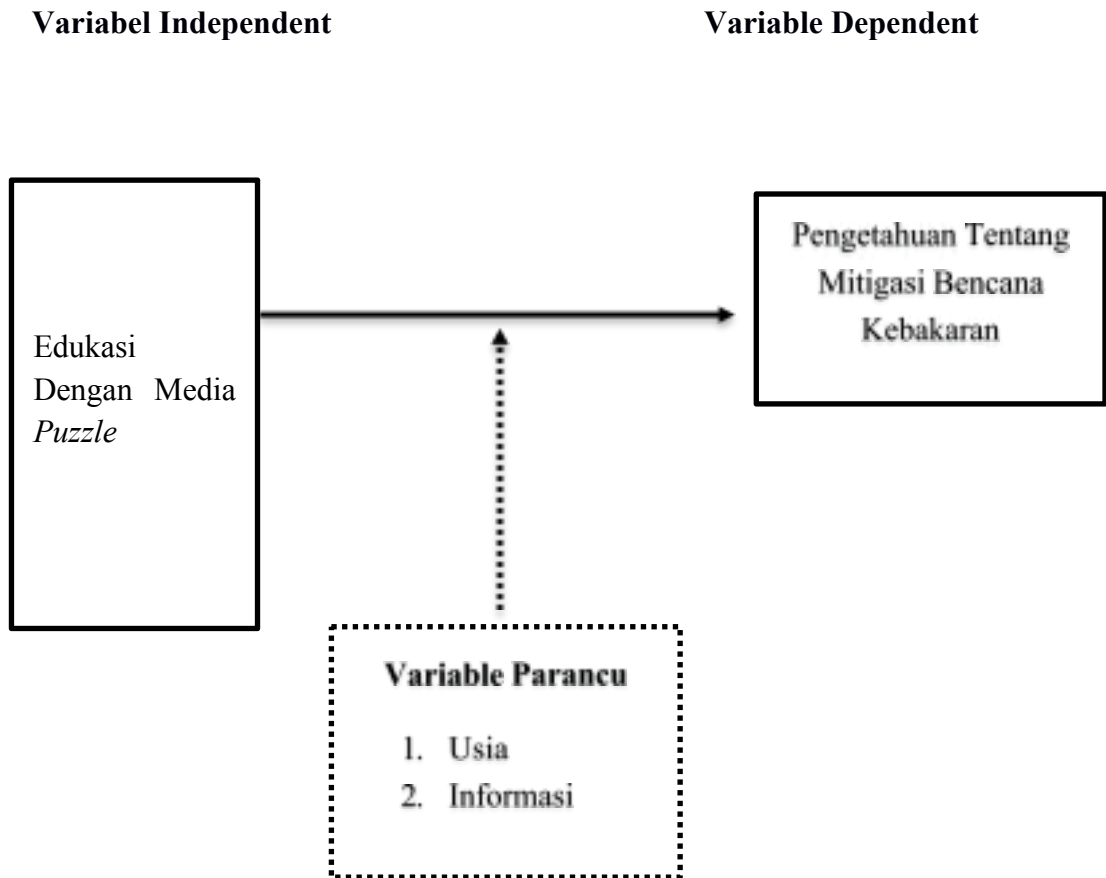 Variabel Independent
Variable Dependent
Edukasi
Dengan Media
Puzzle
Pengetahuan Tentang
Mitigasi Bencana
Kebakaran
Variable Parancu
1. Usia
2. Informasi